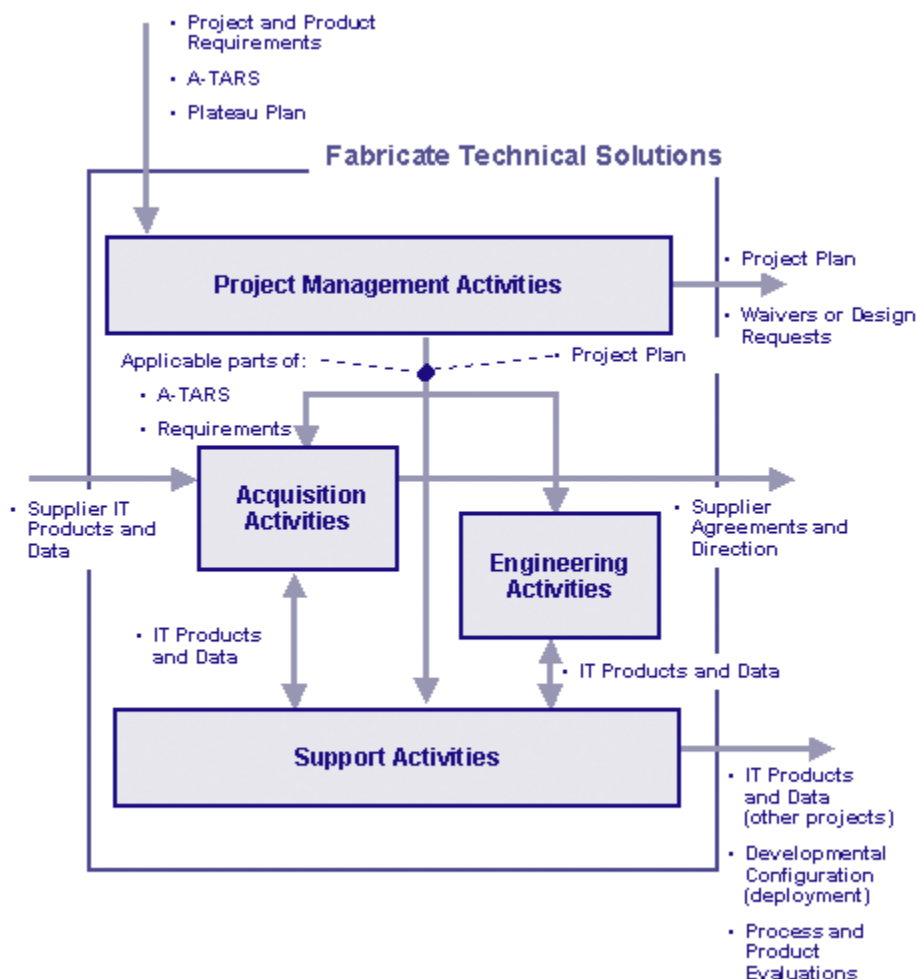 • Project and Product
Requirements
• A-TARS
• Plateau Plan
Fabricate Technical Solutions
Project Management Activities
• Project Plan
• Waivers or Design
Requests
Applicable parts of:
• A-TARS
• Requirements
• Project Plan
• Supplier IT
Products and
Data
Acquisition
Activities
• Supplier
Agreements and
Direction
Engineering
Activities
• IT Products
and Data
• IT Products and Data
Support Activities
• IT Products
and Data
(other projects)
• Developmental
Configuration
(deployment)
• Process and
Product
Evaluations